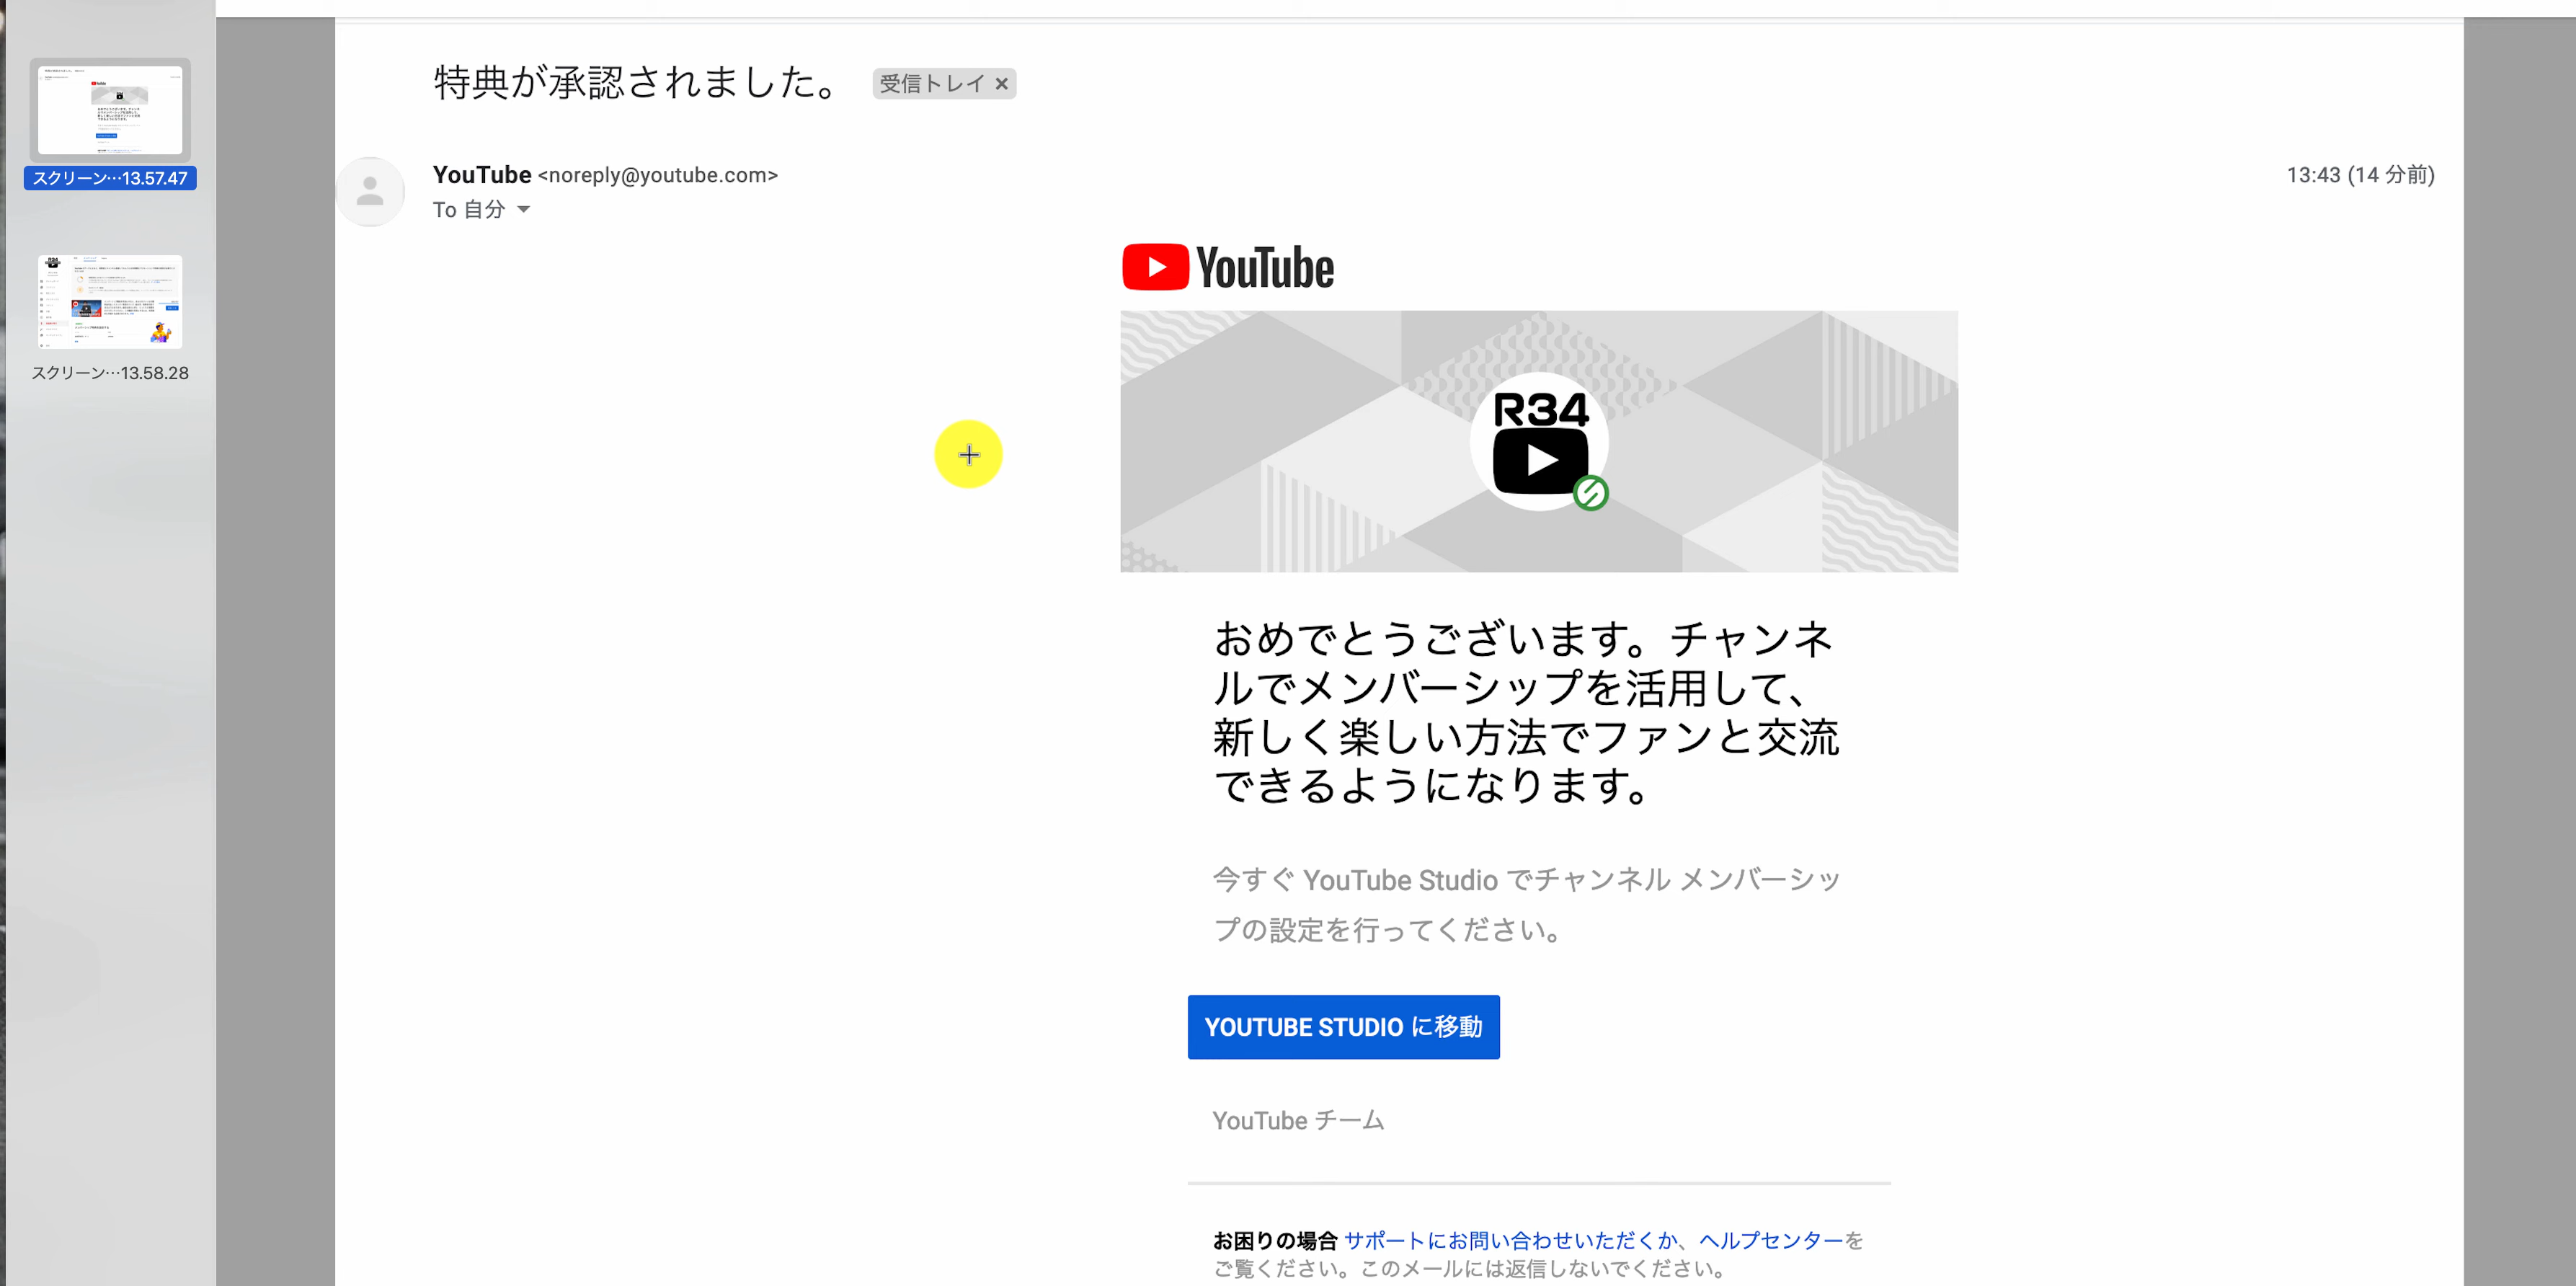 特典が承認されました。 受信トレイ ×
YouTube <noreply@youtube.com> 13:43 (14 分前)
To 自分
YouTube
R34
おめでとうございます。チャンネ
ルでメンバーシップを活用して、
新しく楽しい方法でファンと交流
できるようになります。
今すぐ YouTube Studio でチャンネル メンバーシッ
プの設定を行ってください。
YOUTUBE STUDIO に移動
YouTube チーム
お困りの場合 サポートにお問い合わせいただくか、ヘルプセンターを
ご覧ください。このメールには返信しないでください。
スクリーン…13.57.47
R34
スクリーン…13.58.28